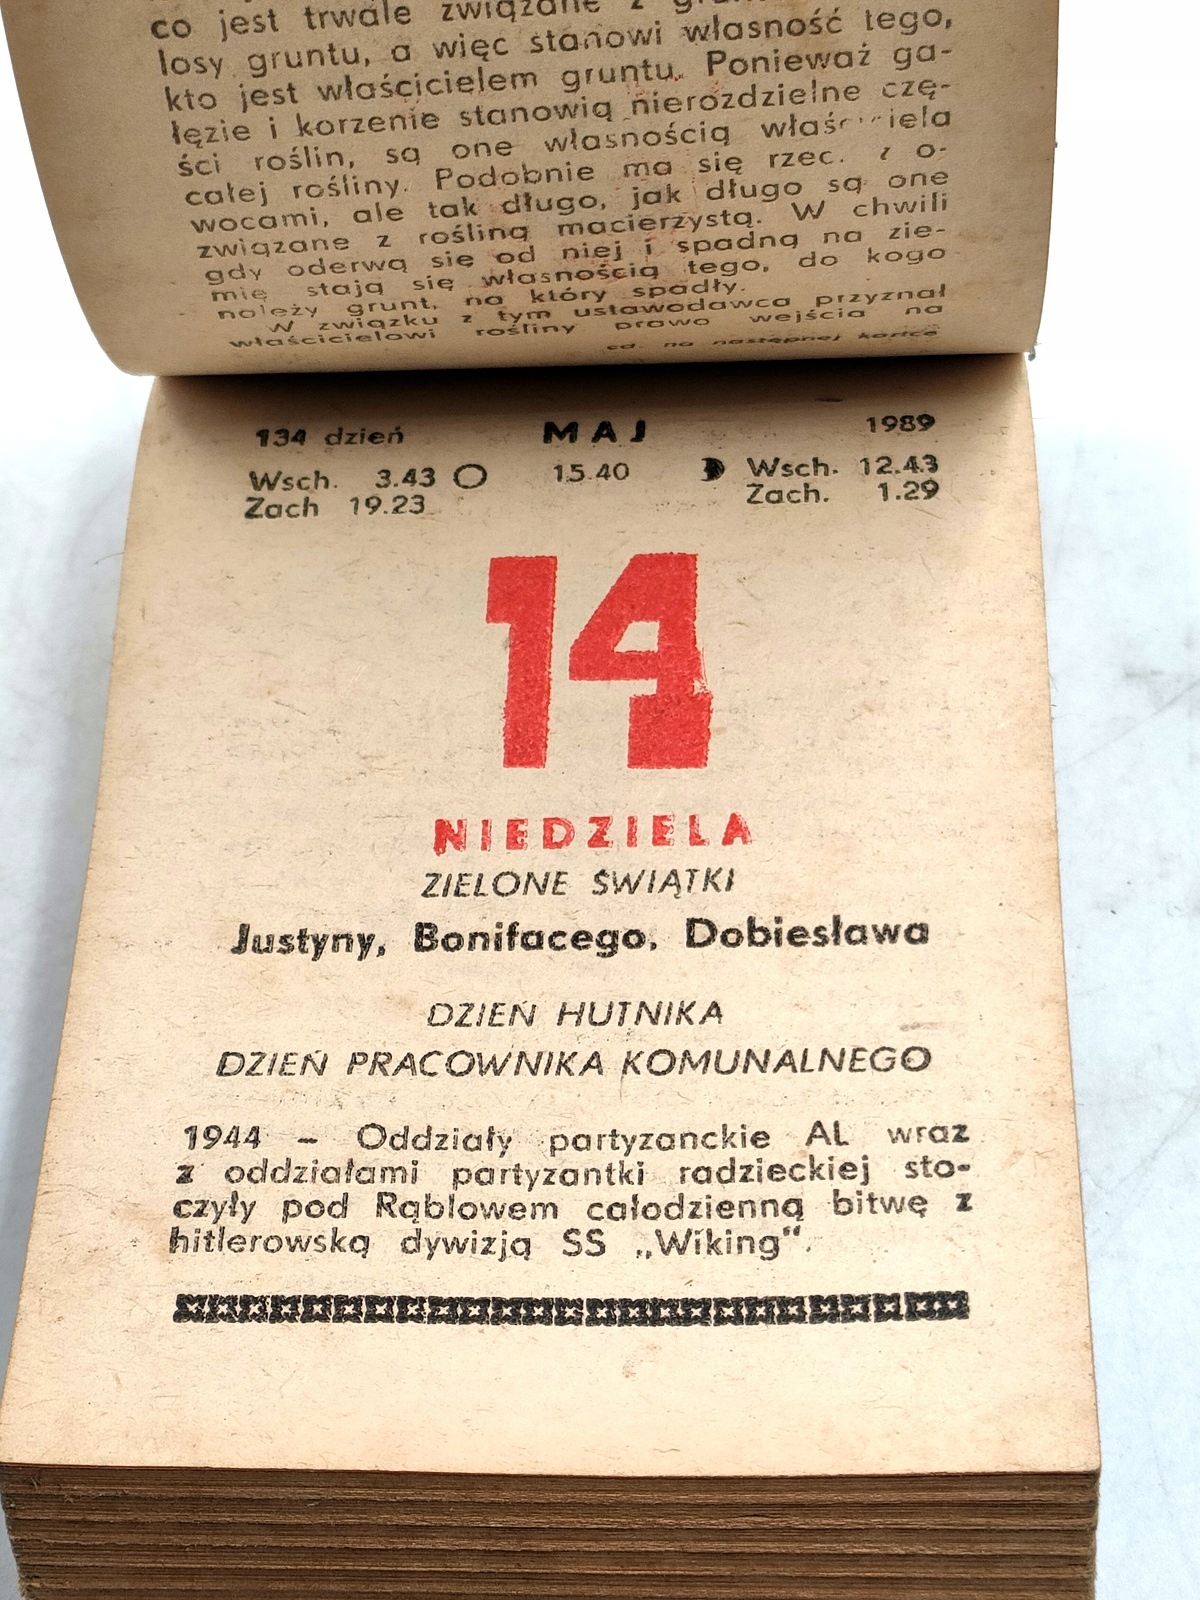 co jest trwale związane z
losy gruntu, a więc stanowi własność tego,
kto jest właścicielem gruntu. Ponieważ ga-
łęzie i korzenie stanowią nierozdzielne czę-
ści roślin, są one własnością
całej rośliny. Podobnie ma się o-
wocami, ale tak długo, jak długo są one
związane z rośliną macierzystą. W chwili
gdy oderwą się od niej i spadną na zie-
mię stają się własnością tego, do kogo
należy grunt, na który spadły.
W związku z tym ustawodawca przyznał
właścicielowi rośliny prawo wejścia na
cd. na następnej kartce
134 dzień MAJ 1989
Wsch. 3.43 15.40 Wsch. 12.43
Zach 19.23 Zach. 1.29
14
NIEDZIELA
ZIELONE ŚWIĄTKI
Justyny, Bonifacego, Dobiesława
DZIEŃ HUTNIKA
DZIEŃ PRACOWNIKA KOMUNALNEGO
1944 – Oddziały partyzanckie AL wraz
z oddziałami partyzantki radzieckiej sto-
czyły pod Rąblowem całodzienną bitwę z
hitlerowską dywizją SS „Wiking“.